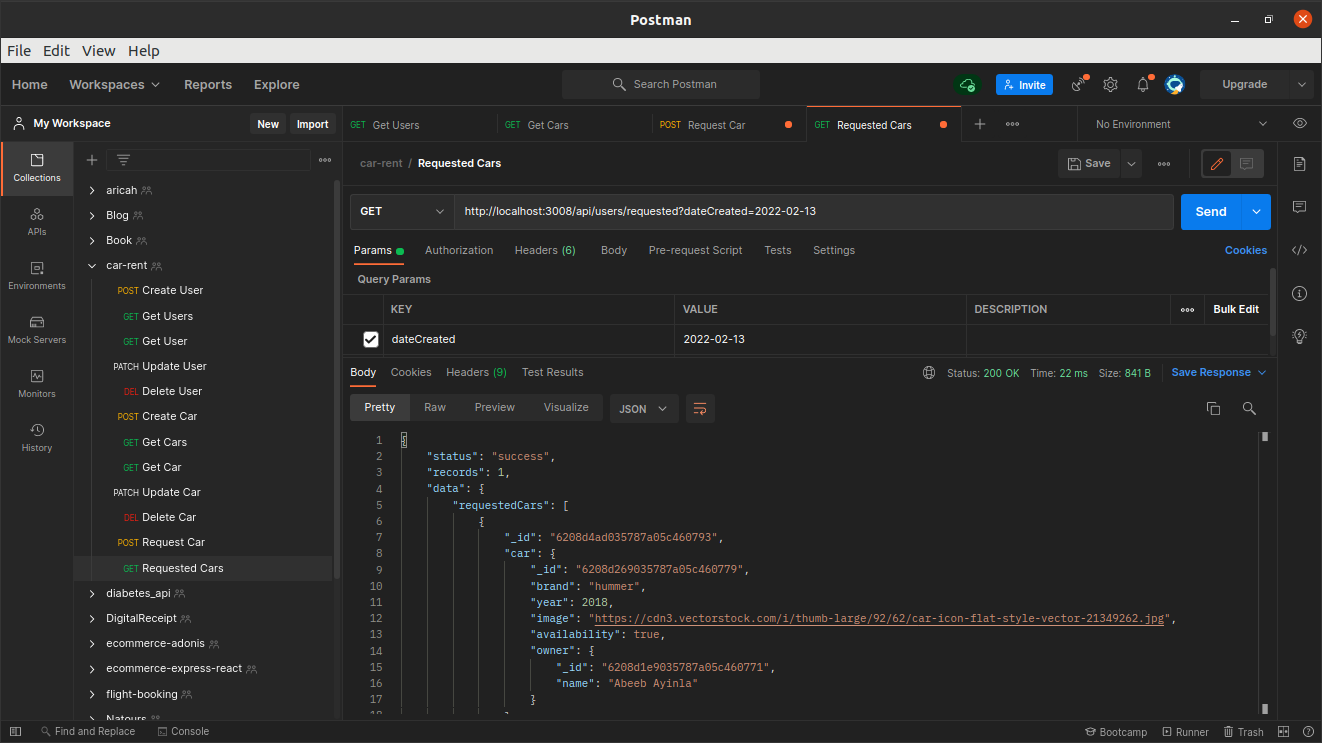 Postman
File Edit View Help
Home Workspaces Reports Explore Search Postman Invite Upgrade
My Workspace New Import
GET Get Users GET Get Cars POST Request Car GET Requested Cars No Environment
Collections
APIs
Environments
Mock Servers
Monitors
History
aricah
Blog
Book
car-rent
POST Create User
GET Get Users
GET Get User
PATCH Update User
DEL Delete User
POST Create Car
GET Get Cars
GET Get Car
PATCH Update Car
DEL Delete Car
POST Request Car
GET Requested Cars
diabetes_api
DigitalReceipt
ecommerce-adonis
ecommerce-express-react
flight-booking
Natours
car-rent / Requested Cars Save
GET http://localhost:3008/api/users/requested?dateCreated=2022-02-13 Send
Params Authorization Headers (6) Body Pre-request Script Tests Settings Cookies
Query Params
KEY VALUE DESCRIPTION Bulk Edit
dateCreated 2022-02-13
Body Cookies Headers (9) Test Results Status: 200 OK Time: 22 ms Size: 841 B Save Response
Pretty Raw Preview Visualize JSON
1 {
2 "status": "success",
3 "records": 1,
4 "data": {
5 "requestedCars": [
6 {
7 "_id": "6208d4ad035787a05c460793",
8 "car": {
9 "_id": "6208d269035787a05c460779",
10 "brand": "hummer",
11 "year": 2018,
12 "image": "https://cdn3.vectorstock.com/i/thumb-large/92/62/car-icon-flat-style-vector-21349262.jpg",
13 "availability": true,
14 "owner": {
15 "_id": "6208d1e9035787a05c460771",
16 "name": "Abeeb Ayinla"
17 }
Find and Replace Console Bootcamp Runner Trash